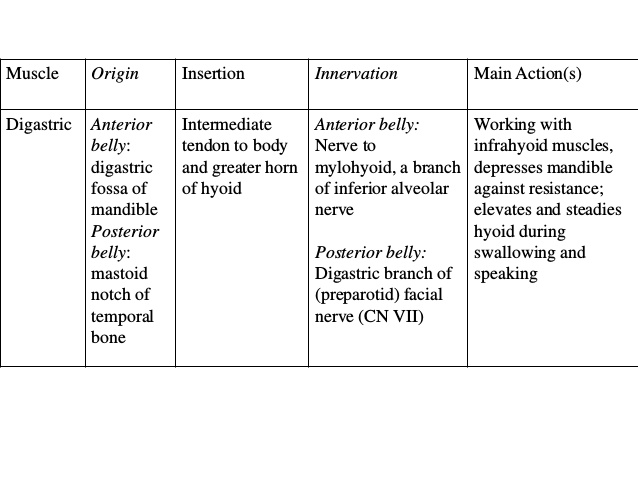 Muscle
Origin
Insertion
Innervation
Main Action(s)
Digastric
Anterior
belly:
digastric
fossa of
mandible
Posterior
belly:
mastoid
notch of
temporal
bone
Intermediate
tendon to body
and greater horn
of hyoid
Anterior belly:
Nerve to
mylohyoid, a branch
of inferior alveolar
nerve
Posterior belly:
Digastric branch of
(preparotid) facial
nerve (CN VII)
Working with
infrahyoid muscles,
depresses mandible
against resistance;
elevates and steadies
hyoid during
swallowing and
speaking